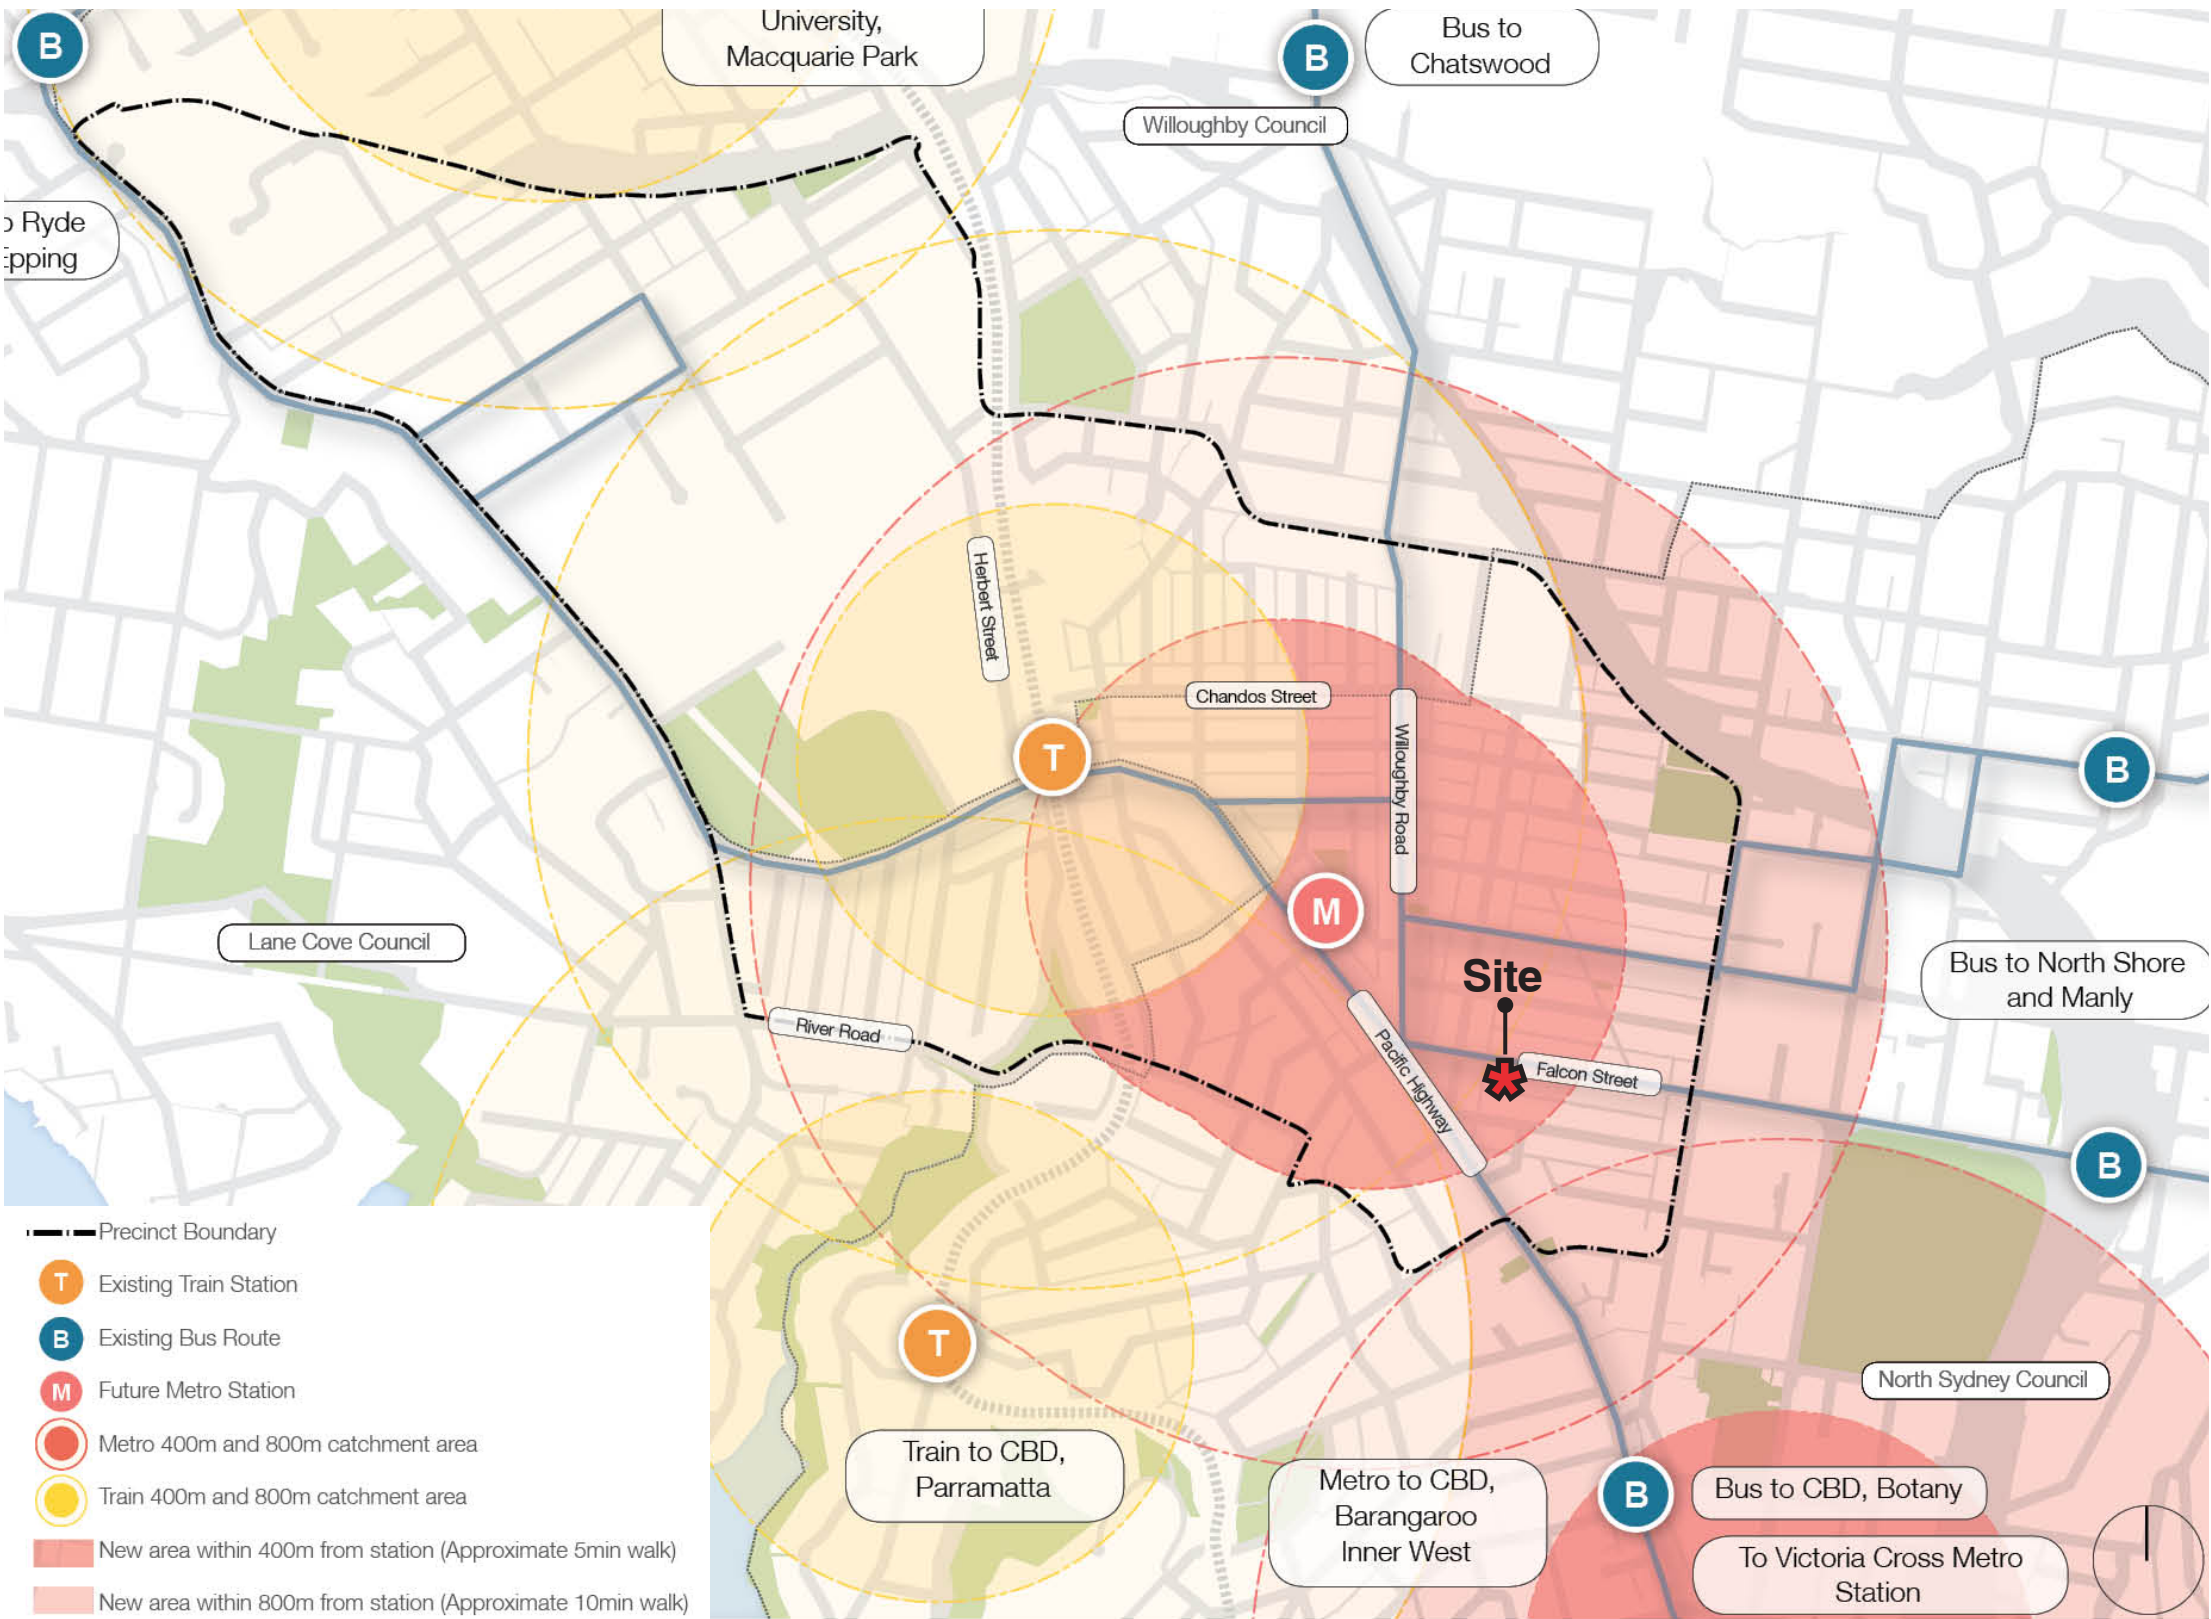 B
University,
Macquarie Park
B
Bus to
Chatswood
Willoughby Council
Ryde
Epping
Herbert Street
Chandos Street
T
Willoughby Road
B
M
Lane Cove Council
Site
Bus to North Shore
and Manly
River Road
Pacific Highway
Falcon Street
B
Precinct Boundary
T Existing Train Station
B Existing Bus Route
M Future Metro Station
Metro 400m and 800m catchment area
Train 400m and 800m catchment area
New area within 400m from station (Approximate 5min walk)
New area within 800m from station (Approximate 10min walk)
T
North Sydney Council
Train to CBD,
Parramatta
Metro to CBD,
Barangaroo
Inner West
B
Bus to CBD, Botany
To Victoria Cross Metro
Station